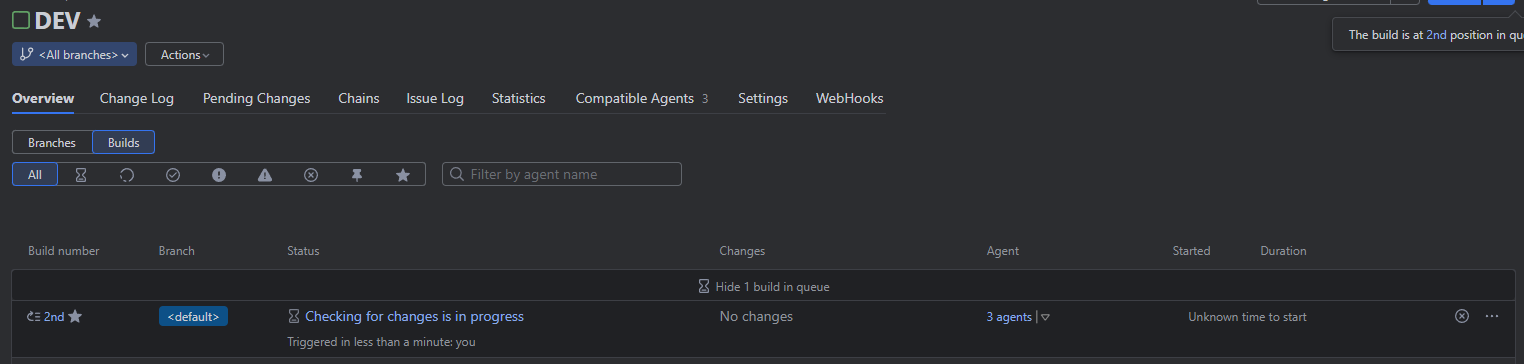 DEV
<All branches>
Actions
The build is at 2nd position in
Overview Change Log Pending Changes Chains Issue Log Statistics Compatible Agents 3 Settings WebHooks
Branches Builds
All Filter by agent name
Build number Branch Status Changes Agent Started Duration
Hide 1 build in queue
2nd <default> Checking for changes is in progress No changes 3 agents Unknown time to start
Triggered in less than a minute: you